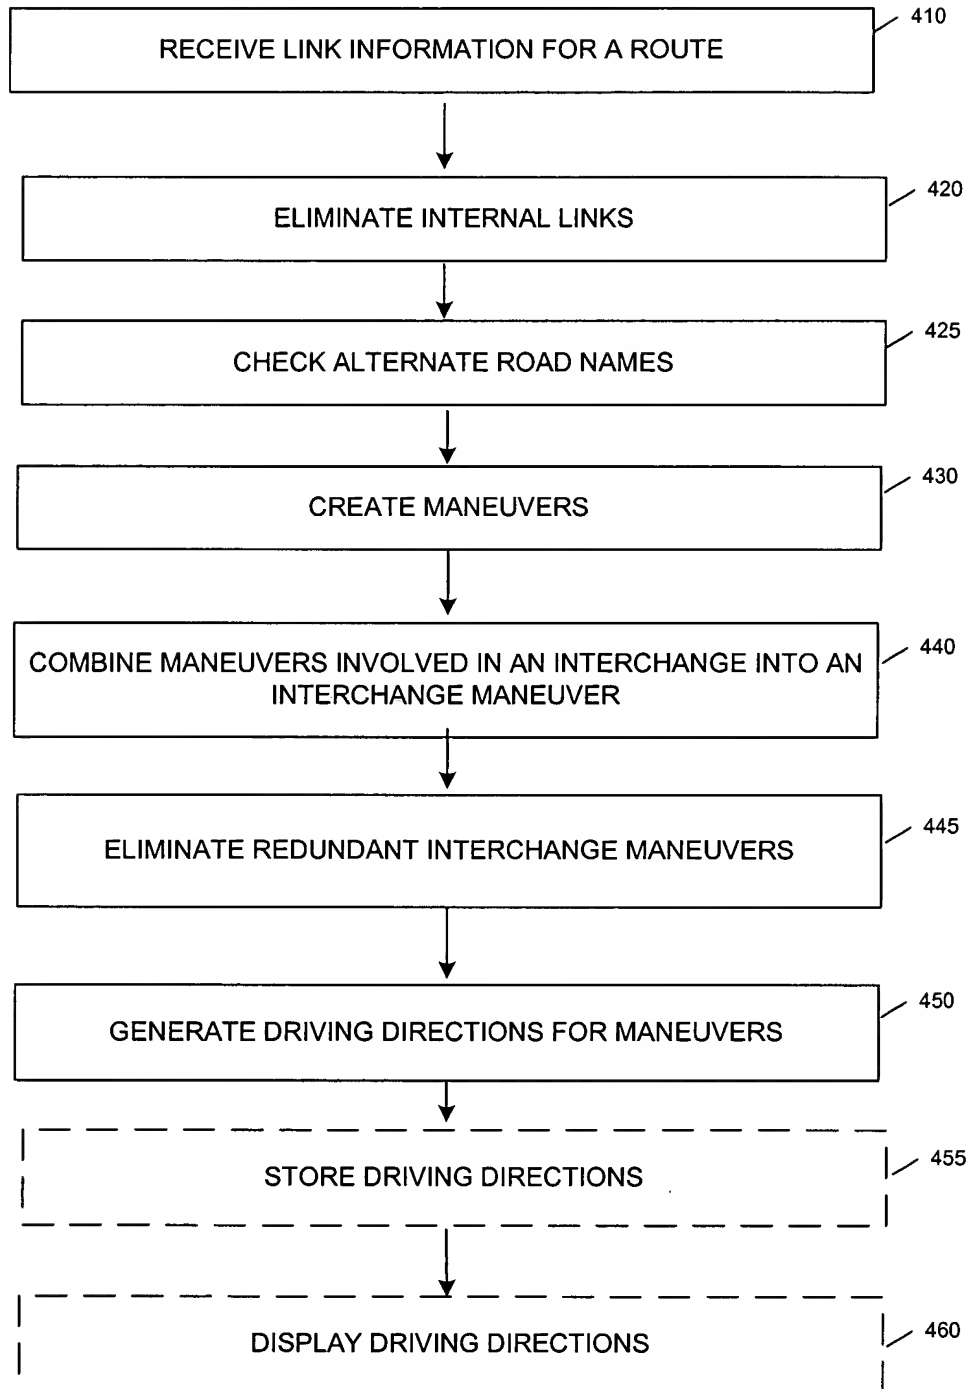 410
RECEIVE LINK INFORMATION FOR A ROUTE
420
ELIMINATE INTERNAL LINKS
425
CHECK ALTERNATE ROAD NAMES
430
CREATE MANEUVERS
440
COMBINE MANEUVERS INVOLVED IN AN INTERCHANGE INTO AN
INTERCHANGE MANEUVER
445
ELIMINATE REDUNDANT INTERCHANGE MANEUVERS
450
GENERATE DRIVING DIRECTIONS FOR MANEUVERS
455
STORE DRIVING DIRECTIONS
460
DISPLAY DRIVING DIRECTIONS